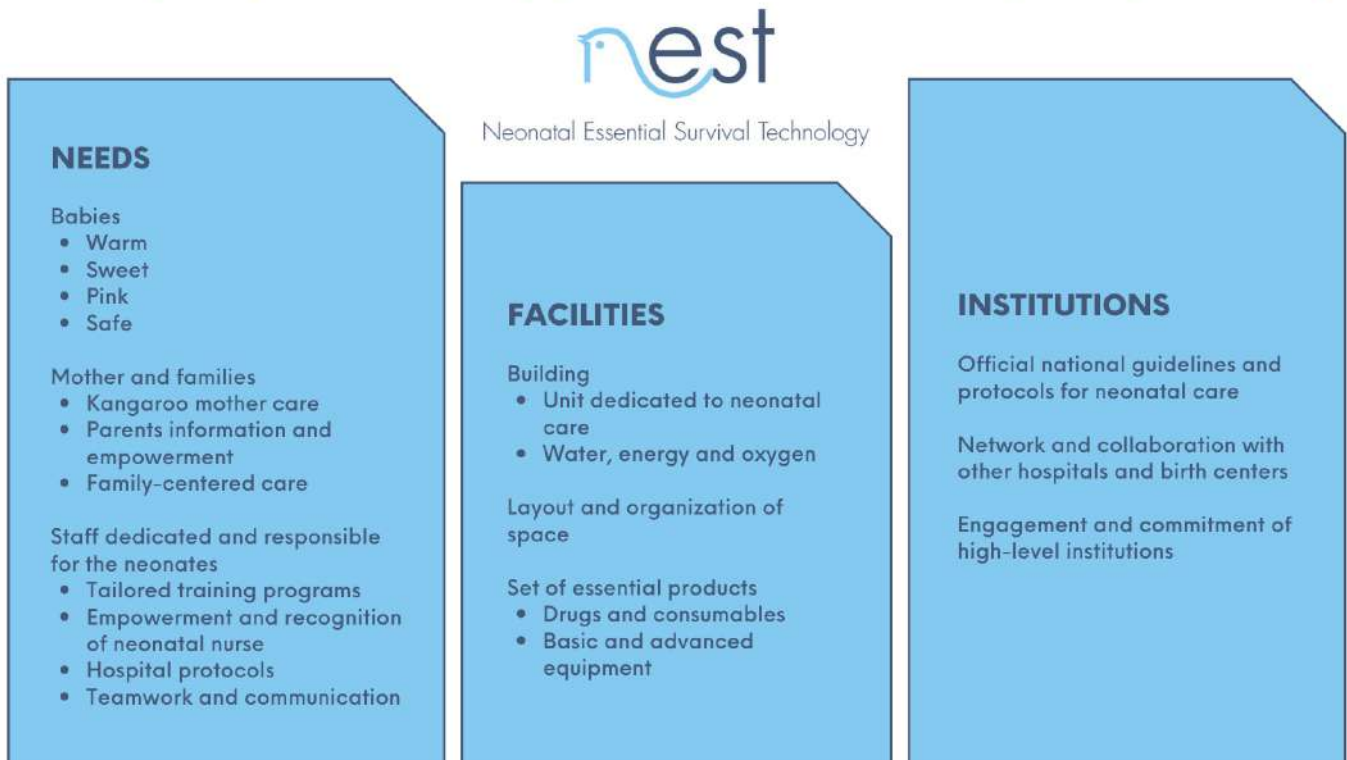 nest
Neonatal Essential Survival Technology
NEEDS
Babies
• Warm
• Sweet
• Pink
• Safe
Mother and families
• Kangaroo mother care
• Parents information and
empowerment
• Family-centered care
Staff dedicated and responsible
for the neonates
• Tailored training programs
• Empowerment and recognition
of neonatal nurse
• Hospital protocols
• Teamwork and communication
FACILITIES
Building
• Unit dedicated to neonatal
care
• Water, energy and oxygen
Layout and organization of
space
Set of essential products
• Drugs and consumables
• Basic and advanced
equipment
INSTITUTIONS
Official national guidelines and
protocols for neonatal care
Network and collaboration with
other hospitals and birth centers
Engagement and commitment of
high-level institutions